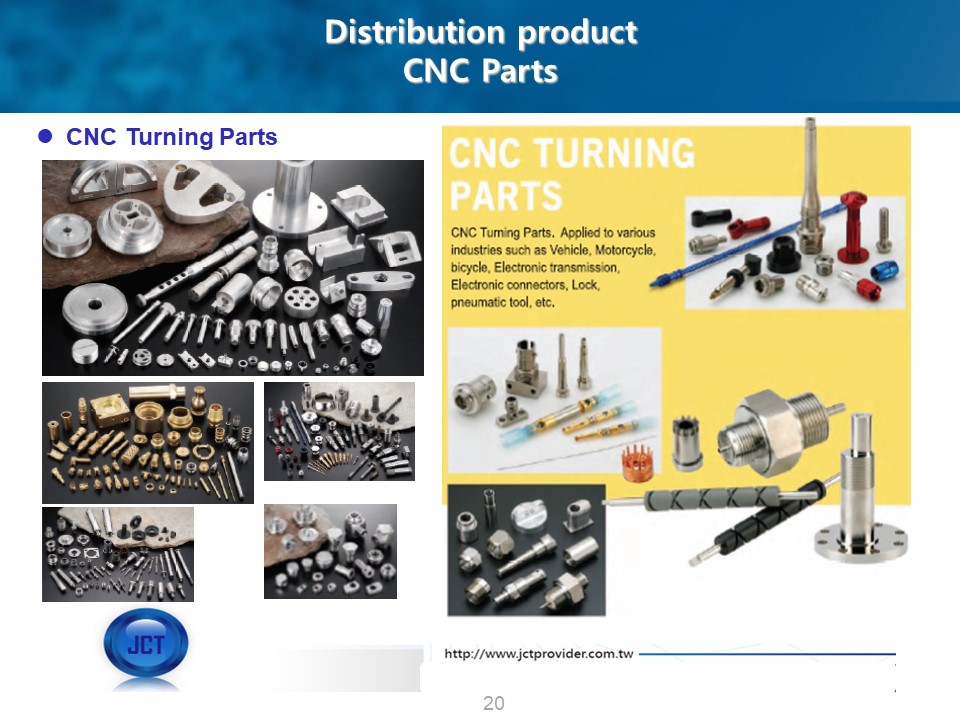 Distribution product
CNC Parts
CNC Turning Parts
CNC TURNING
PARTS
CNC Turning Parts. Applied to various
industries such as Vehicle, Motorcycle,
bicycle, Electronic transmission,
Electronic connectors, Lock,
pneumatic tool, etc.
JCT
http://www.jctprovider.com.tw
20